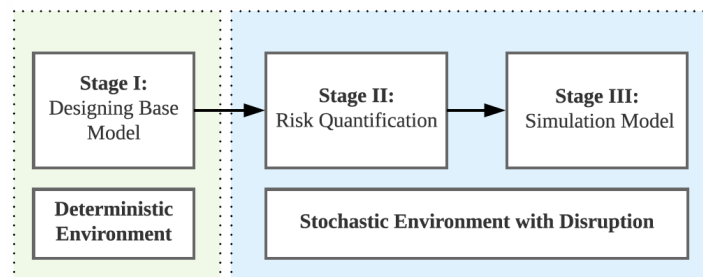 Stage I:
Designing Base
Model
Stage II:
Risk Quantification
Stage III:
Simulation Model
Deterministic
Environment
Stochastic Environment with Disruption